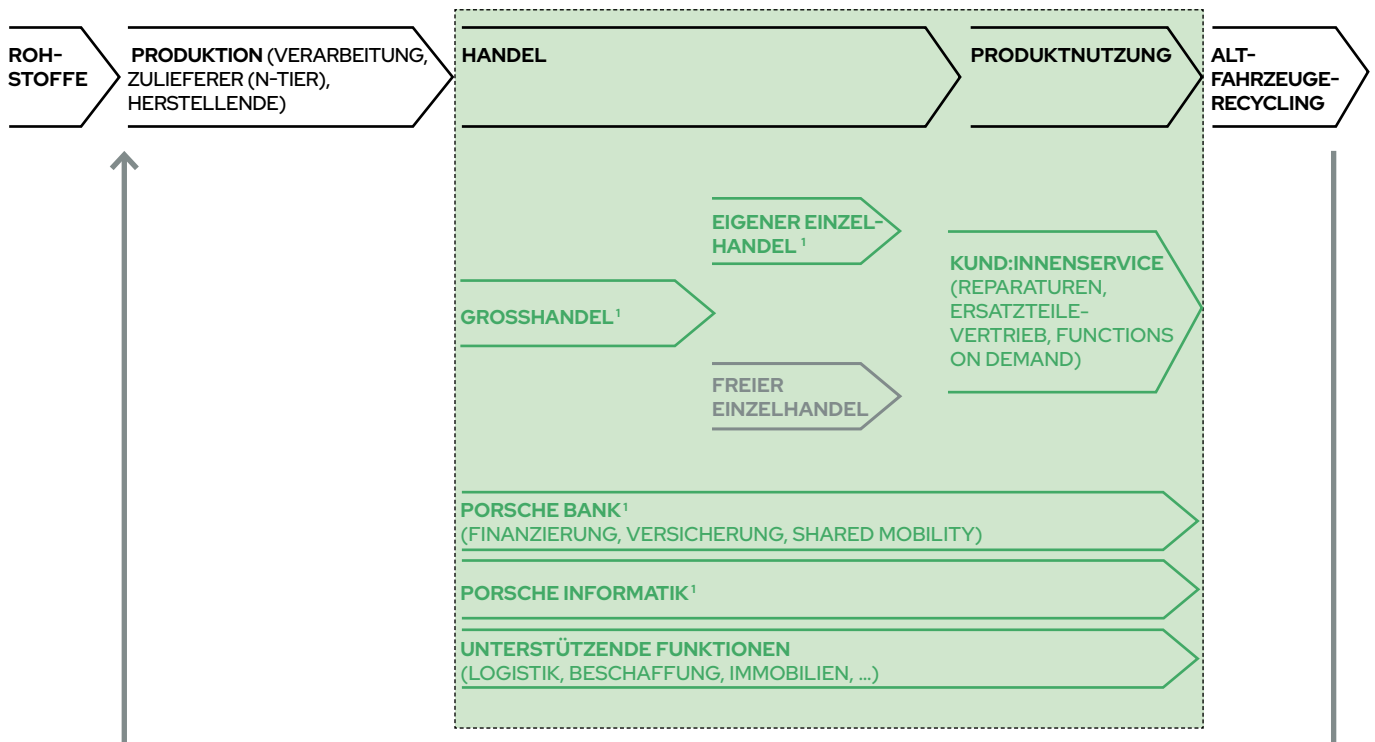 ROH-
STOFFE
PRODUKTION (VERARBEITUNG,
ZULIEFERER (N-TIER),
HERSTELLENDE)
HANDEL
PRODUKTNUTZUNG
ALT-
FAHRZEUGE-
RECYCLING
EIGENER EINZEL-
HANDEL ¹
GROSSHANDEL ¹
FREIER
EINZELHANDEL
KUND:INNENSERVICE
(REPARATUREN,
ERSATZTEILE-
VERTRIEB, FUNCTIONS
ON DEMAND)
PORSCHE BANK ¹
(FINANZIERUNG, VERSICHERUNG, SHARED MOBILITY)
PORSCHE INFORMATIK ¹
UNTERSTÜTZENDE FUNKTIONEN
(LOGISTIK, BESCHAFFUNG, IMMOBILIEN, ...)